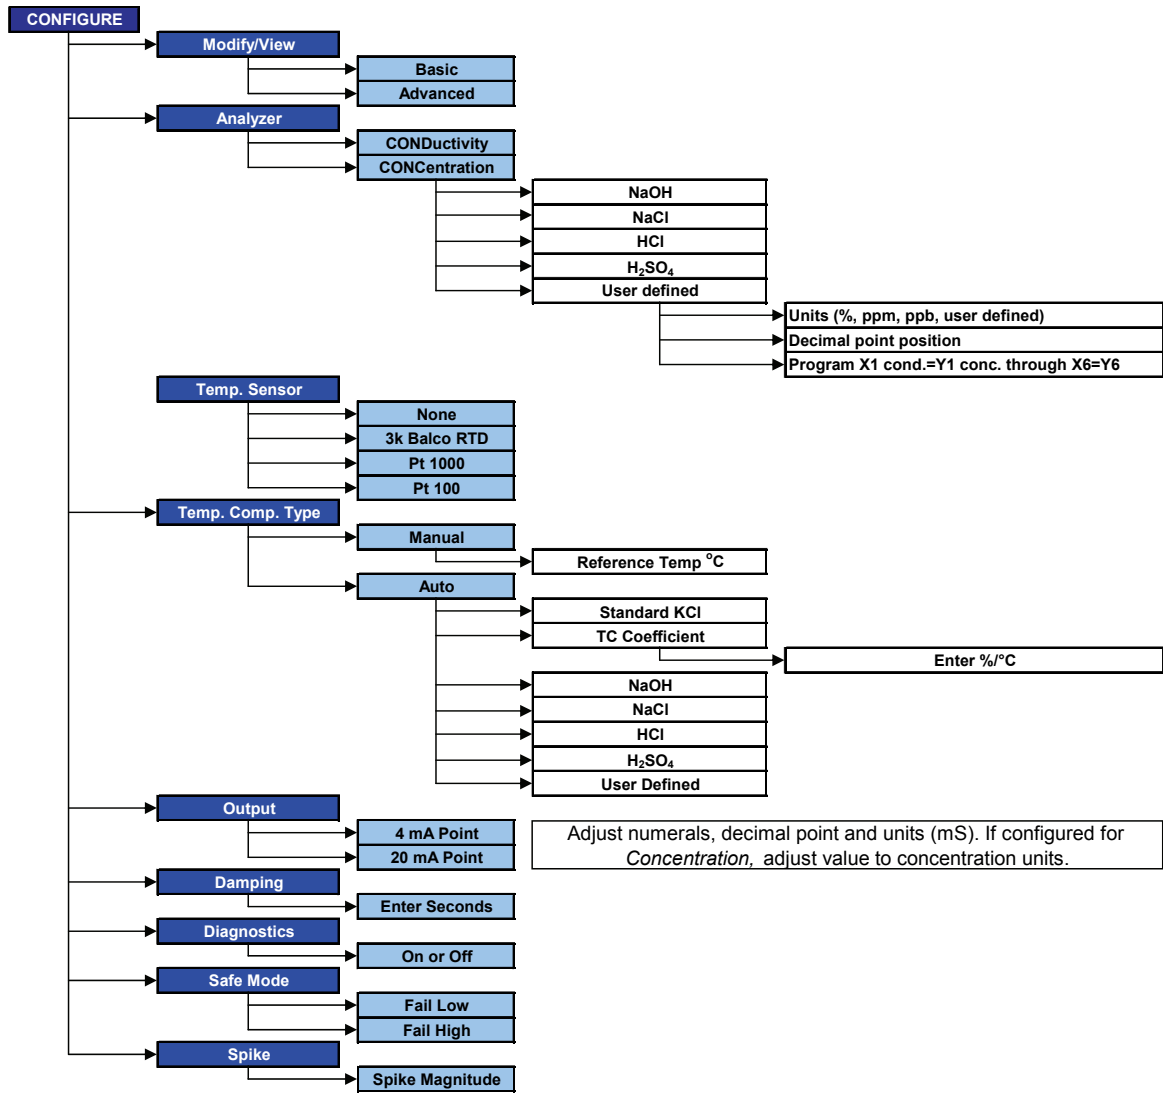 CONFIGURE
Modify/View
Basic
Advanced
Analyzer
CONDuctivity
CONCentration
NaOH
NaCl
HCl
H₂SO₄
User defined
Units (%, ppm, ppb, user defined)
Decimal point position
Program X1 cond.=Y1 conc. through X6=Y6
Temp. Sensor
None
3k Balco RTD
Pt 1000
Pt 100
Temp. Comp. Type
Manual
Reference Temp °C
Auto
Standard KCl
TC Coefficient
Enter %/°C
NaOH
NaCl
HCl
H₂SO₄
User Defined
Output
4 mA Point
20 mA Point
Adjust numerals, decimal point and units (mS). If configured for
Concentration, adjust value to concentration units.
Damping
Enter Seconds
Diagnostics
On or Off
Safe Mode
Fail Low
Fail High
Spike
Spike Magnitude